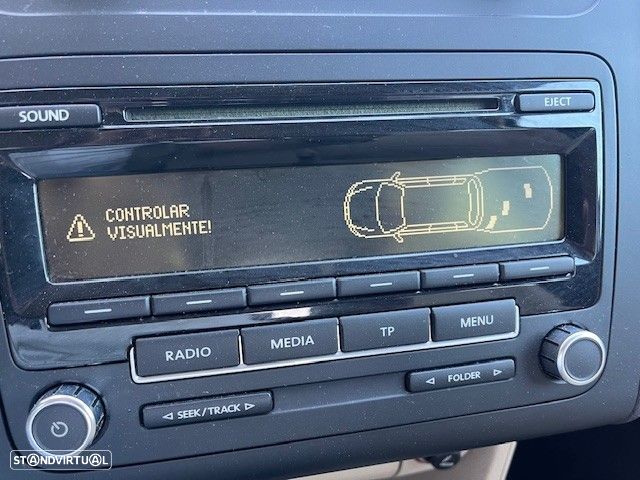 SOUND
EJECT
CONTROLAR
VISUALMENTE!
RADIO
MEDIA
TP
MENU
SEEK/TRACK
FOLDER
STANDVIRTUAL